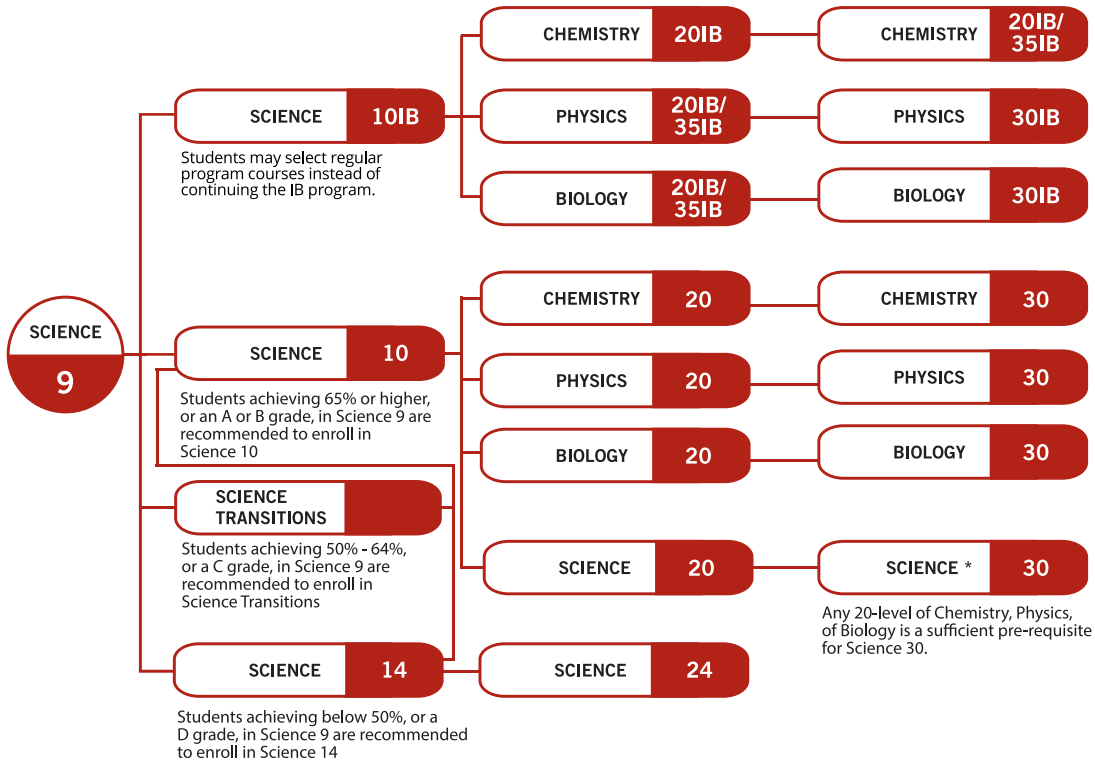 CHEMISTRY 20IB
CHEMISTRY 20IB/
35IB
SCIENCE 10IB
PHYSICS 20IB/
35IB
PHYSICS 30IB
Students may select regular
program courses instead of
continuing the IB program.
BIOLOGY 20IB/
35IB
BIOLOGY 30IB
SCIENCE
9
CHEMISTRY 20
CHEMISTRY 30
SCIENCE 10
PHYSICS 20
PHYSICS 30
Students achieving 65% or higher,
or an A or B grade, in Science 9 are
recommended to enroll in
Science 10
BIOLOGY 20
BIOLOGY 30
SCIENCE
TRANSITIONS
Students achieving 50% - 64%,
or a C grade, in Science 9 are
recommended to enroll in
Science Transitions
SCIENCE 20
SCIENCE * 30
Any 20-level of Chemistry, Physics,
of Biology is a sufficient pre-requisite
for Science 30.
SCIENCE 14
SCIENCE 24
Students achieving below 50%, or a
D grade, in Science 9 are recommended
to enroll in Science 14